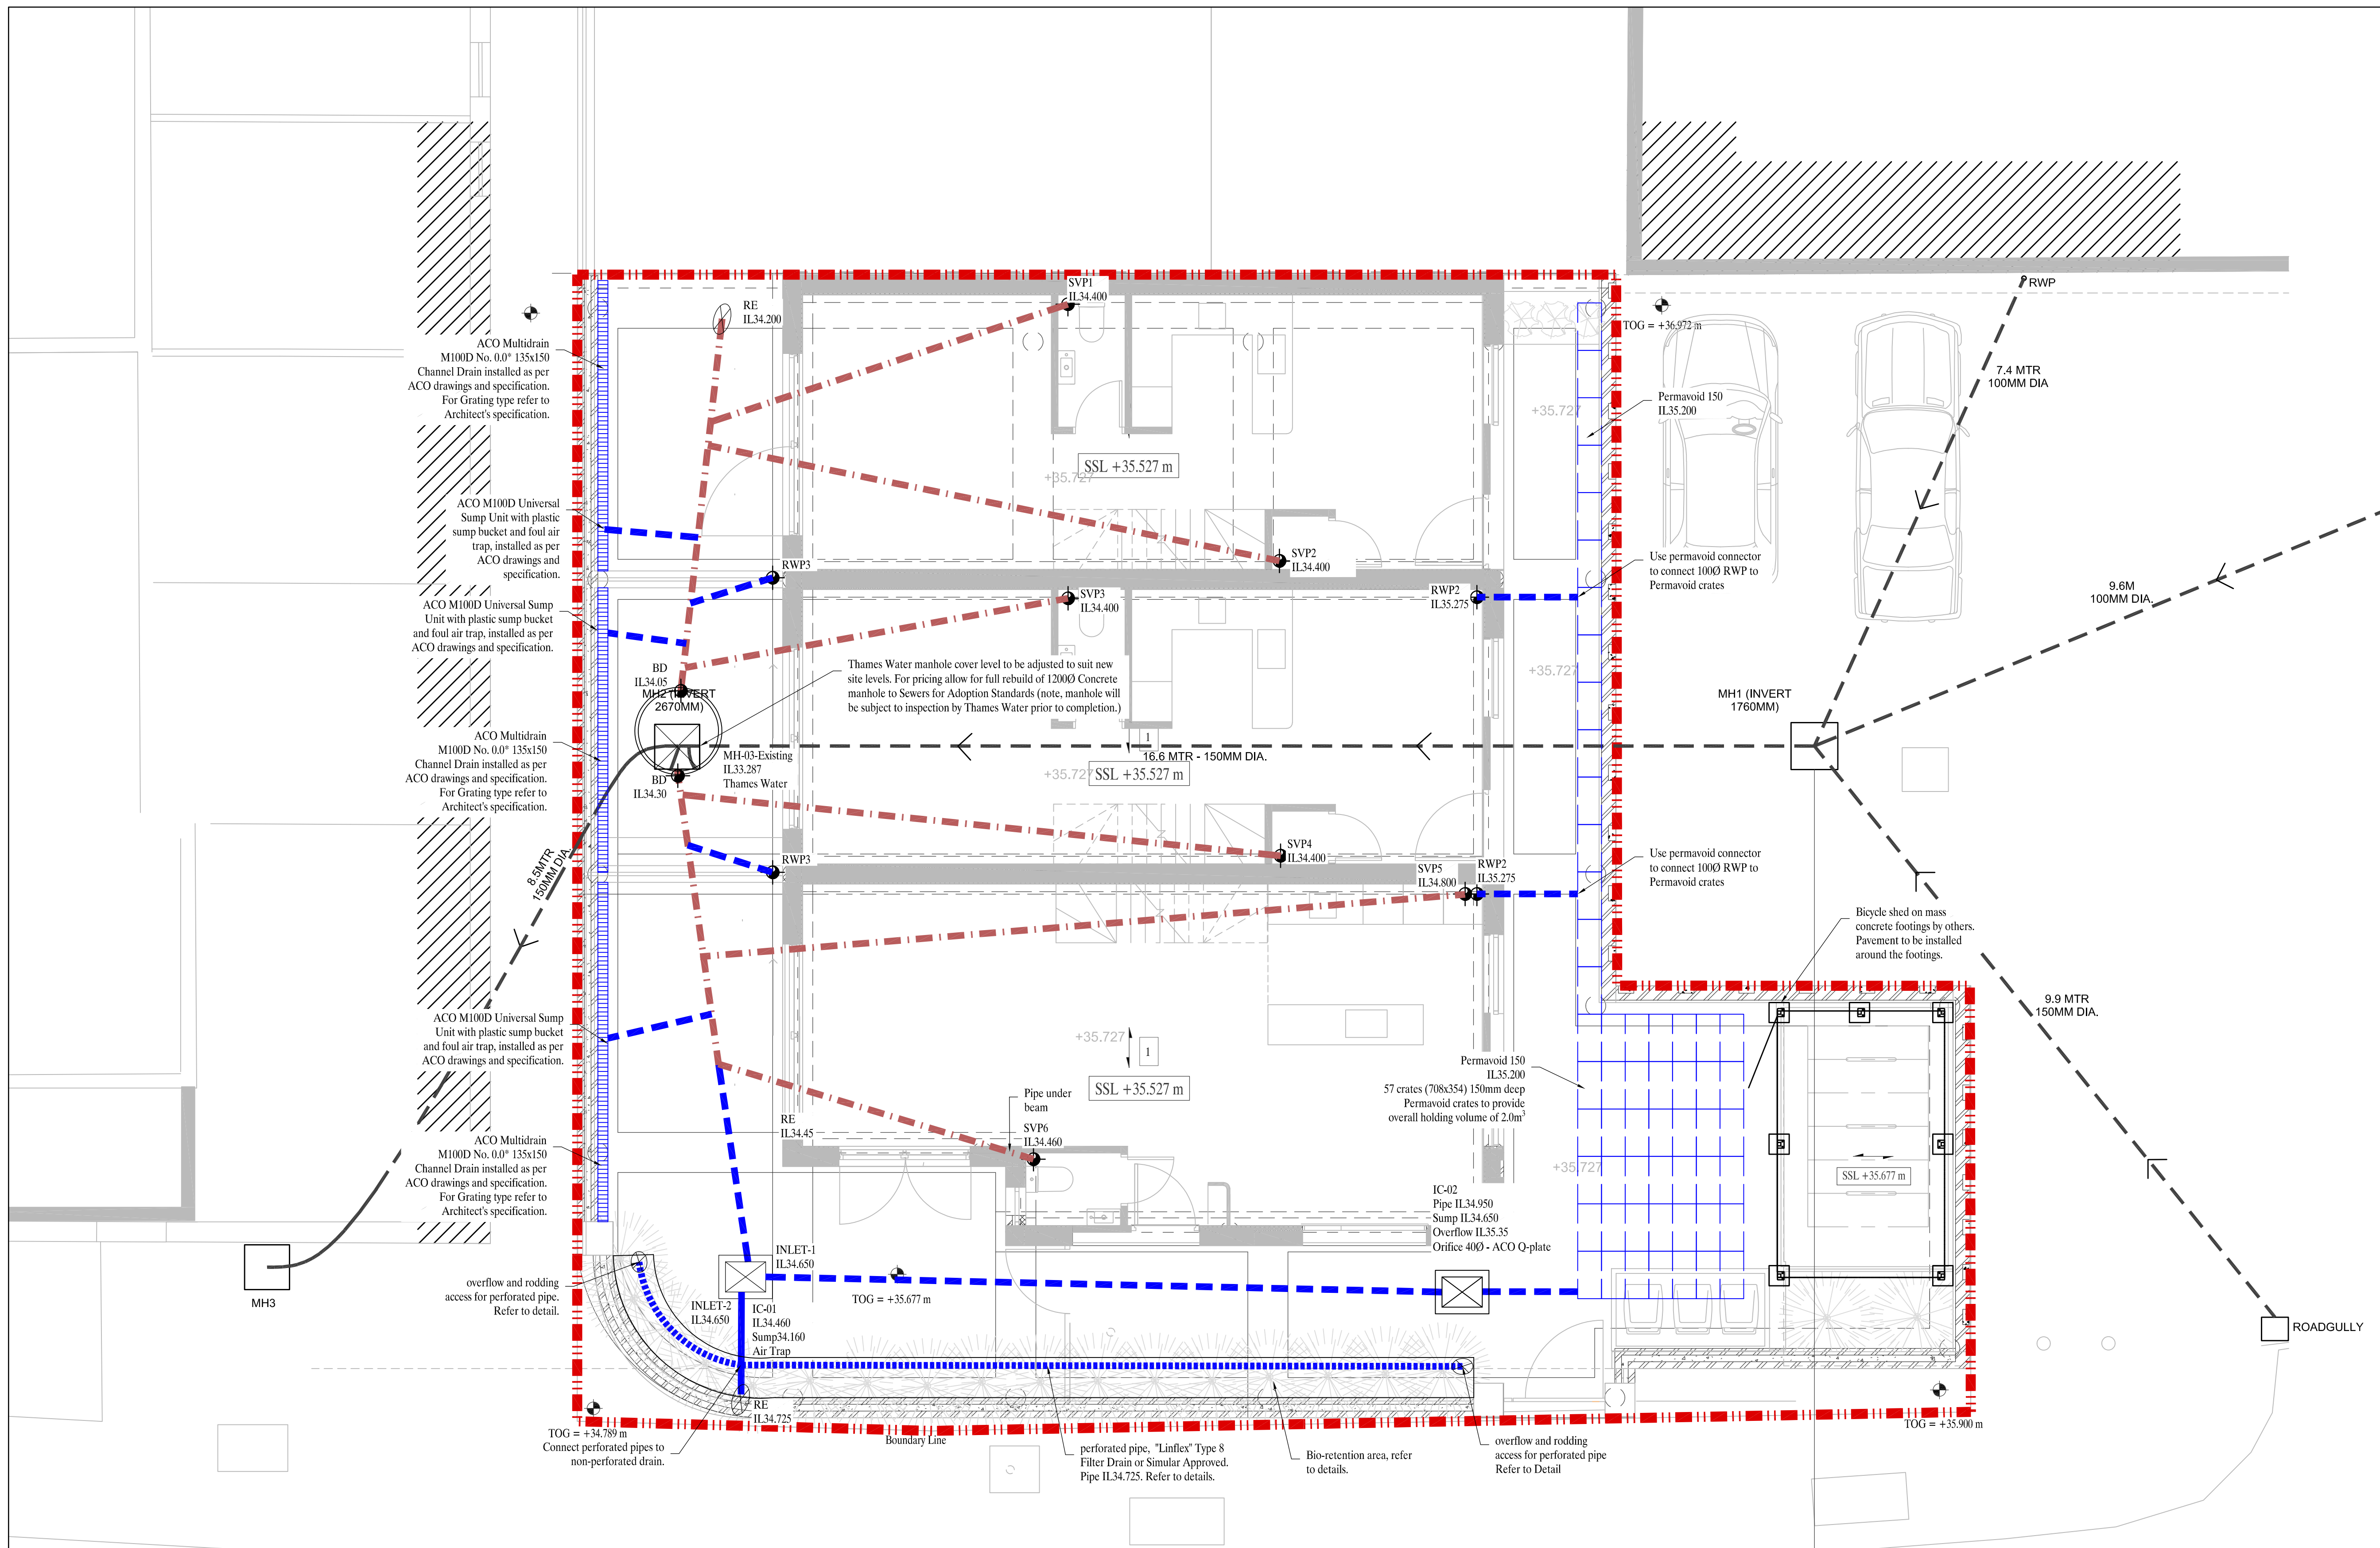 RE
IL34.200
SVP1
IL34.400
RWP
TOG = +36.972 m
ACO Multidrain
M100D No. 0.0* 135x150
Channel Drain installed as per
ACO drawings and specification.
For Grating type refer to
Architect's specification.
7.4 MTR
100MM DIA
Permavoid 150
IL35.200
+35.727
SSL +35.527 m
+35.727
ACO M100D Universal
Sump Unit with plastic
sump bucket and foul air
trap, installed as per
ACO drawings and
specification.
SVP2
IL34.400
RWP3
Use permavoid connector
to connect 100Ø RWP to
Permavoid crates
9.6M
100MM DIA.
SVP3
IL34.400
RWP2
IL35.275
ACO M100D Universal Sump
Unit with plastic sump bucket
and foul air trap, installed as per
ACO drawings and specification.
BD
IL34.05
MH2 (INVERT
2670MM)
Thames Water manhole cover level to be adjusted to suit new
site levels. For pricing allow for full rebuild of 1200Ø Concrete
manhole to Sewers for Adoption Standards (note, manhole will
be subject to inspection by Thames Water prior to completion.)
+35.727
MH1 (INVERT
1760MM)
ACO Multidrain
M100D No. 0.0* 135x150
Channel Drain installed as per
ACO drawings and specification.
For Grating type refer to
Architect's specification.
MH-03-Existing
IL33.287
Thames Water
BD
IL34.30
1
16.6 MTR - 150MM DIA.
+35.727
SSL +35.527 m
8.5MTR
150MM DIA.
RWP3
SVP4
IL34.400
SVP5
IL34.800
RWP2
IL35.275
Use permavoid connector
to connect 100Ø RWP to
Permavoid crates
Bicycle shed on mass
concrete footings by others.
Pavement to be installed
around the footings.
9.9 MTR
150MM DIA.
ACO M100D Universal Sump
Unit with plastic sump bucket
and foul air trap, installed as per
ACO drawings and specification.
+35.727
1
SSL +35.527 m
Permavoid 150
IL35.200
57 crates (708x354) 150mm deep
Permavoid crates to provide
overall holding volume of 2.0m³
Pipe under
beam
RE
IL34.45
SVP6
IL34.460
ACO Multidrain
M100D No. 0.0* 135x150
Channel Drain installed as per
ACO drawings and specification.
For Grating type refer to
Architect's specification.
+35.727
SSL +35.677 m
IC-02
Pipe IL34.950
Sump IL34.650
Overflow IL35.35
Orifice 40Ø - ACO Q-plate
INLET-1
IL34.650
MH3
overflow and rodding
access for perforated pipe.
Refer to detail.
TOG = +35.677 m
INLET-2
IL34.650
IC-01
IL34.460
Sump34.160
Air Trap
ROADGULLY
RE
IL34.725
TOG = +34.789 m
Connect perforated pipes to
non-perforated drain.
Boundary Line
perforated pipe, "Linflex" Type 8
Filter Drain or Simular Approved.
Pipe IL34.725. Refer to details.
Bio-retention area, refer
to details.
overflow and rodding
access for perforated pipe
Refer to Detail
TOG = +35.900 m